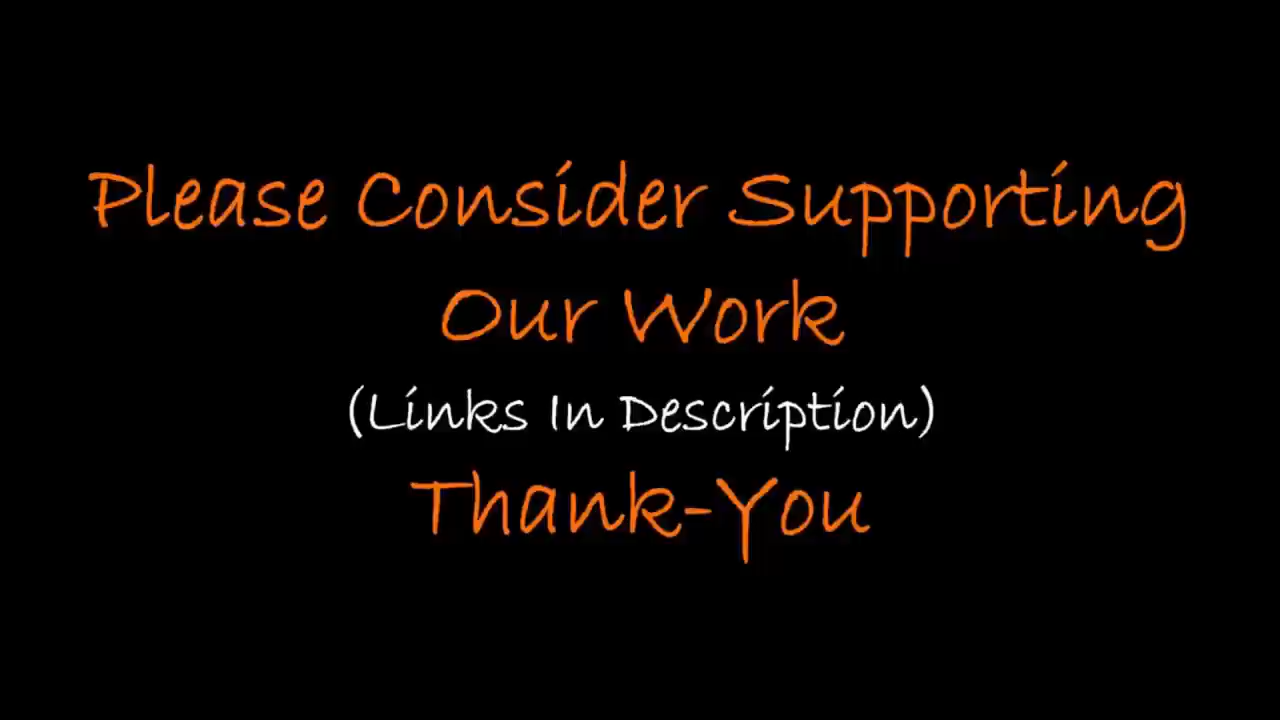 Please Consider Supporting
Our Work
(Links In Description)
Thank-You